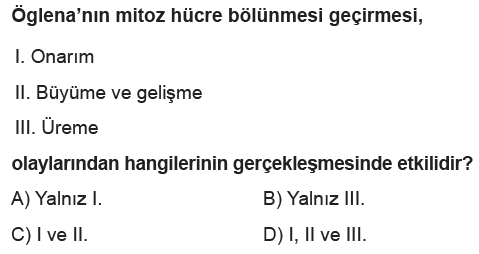 Öglena’nın mitoz hücre bölünmesi geçirmesi,
I. Onarım
II. Büyüme ve gelişme
III. Üreme
olaylarından hangilerinin gerçekleşmesinde etkilidir?
A) Yalnız I. B) Yalnız III.
C) I ve II. D) I, II ve III.